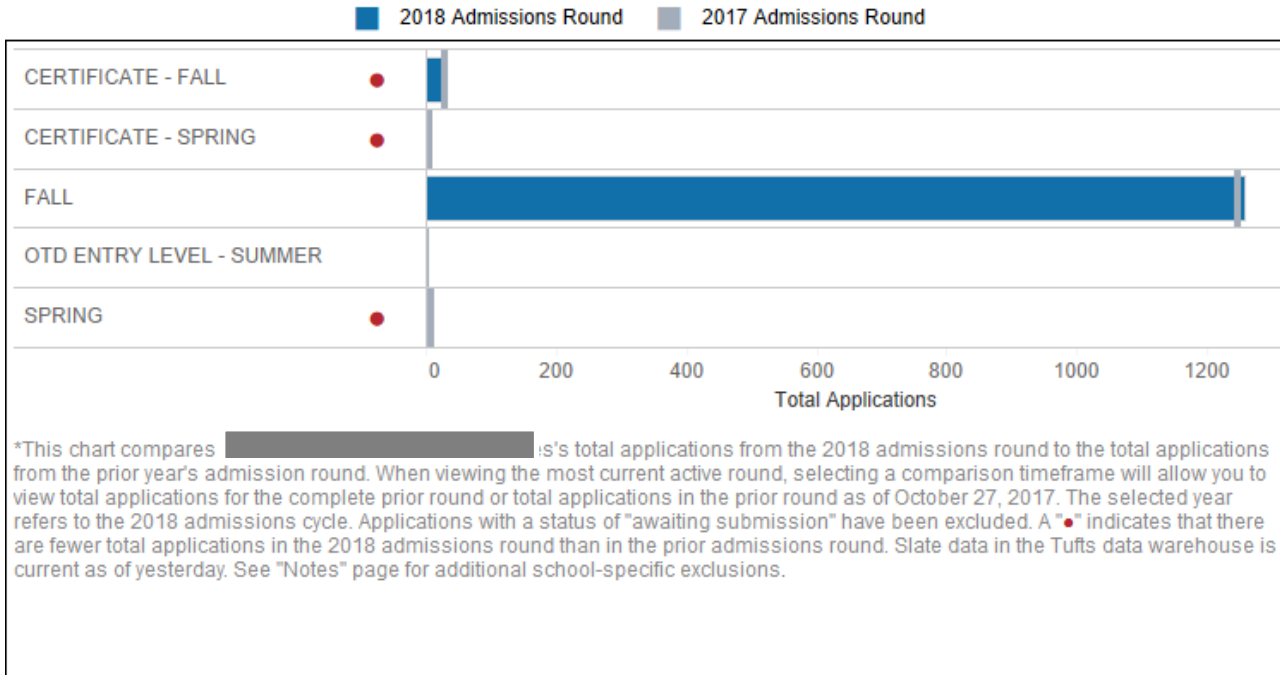 2018 Admissions Round 2017 Admissions Round
CERTIFICATE - FALL
CERTIFICATE - SPRING
FALL
OTD ENTRY LEVEL - SUMMER
SPRING
0 200 400 600 800 1000 1200
Total Applications
*This chart compares s's total applications from the 2018 admissions round to the total applications
from the prior year's admission round. When viewing the most current active round, selecting a comparison timeframe will allow you to
view total applications for the complete prior round or total applications in the prior round as of October 27, 2017. The selected year
refers to the 2018 admissions cycle. Applications with a status of "awaiting submission" have been excluded. A "●" indicates that there
are fewer total applications in the 2018 admissions round than in the prior admissions round. Slate data in the Tufts data warehouse is
current as of yesterday. See "Notes" page for additional school-specific exclusions.